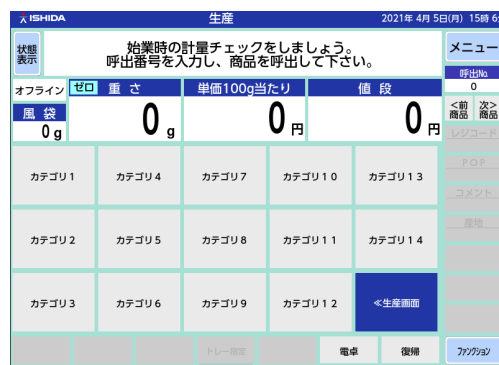 ISHIDA 生産 2021年 4月 5日(月) 15時 6
状態
表示
始業時の計量チェックをしましょう。
呼出番号を入力し、商品を呼出して下さい。
メニュー
呼出No.
0
オフライン ゼロ 重 さ 単価100g当たり 値 段
<前 次>
商品 商品
風 袋
0 g
0 g 0 円 0 円
レジコード
カテゴリ1 カテゴリ4 カテゴリ7 カテゴリ10 カテゴリ13
POP
コメント
産地
カテゴリ2 カテゴリ5 カテゴリ8 カテゴリ11 カテゴリ14
カテゴリ3 カテゴリ6 カテゴリ9 カテゴリ12 ≪生産画面
トレー指定 電卓 復帰 ファンクション